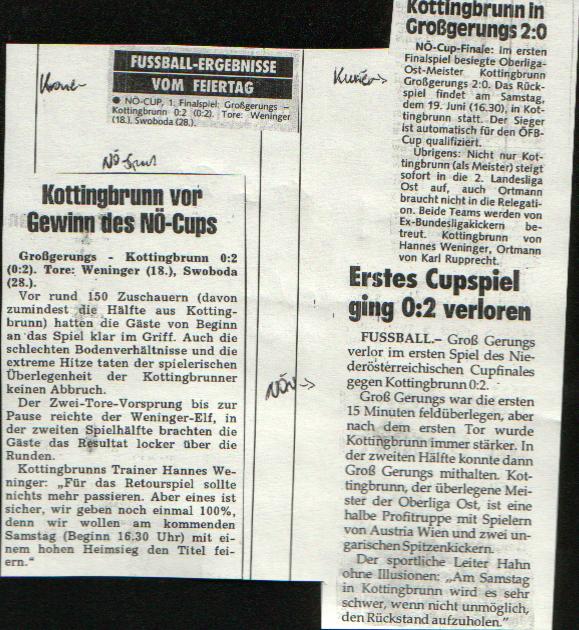 Krone
FUSSBALL-ERGEBNISSE
VOM FEIERTAG
● NÖ-CUP, 1. Finalspiel: Großgerungs –
Kottingbrunn 0:2 (0:2). Tore: Weninger
(18.), Swoboda (28.).
NÖ-Sport
Kottingbrunn vor
Gewinn des NÖ-Cups
Großgerungs - Kottingbrunn 0:2
(0:2). Tore: Weninger (18.), Swoboda
(28.).
Vor rund 150 Zuschauern (davon
zumindest die Hälfte aus Kotting-
brunn) hatten die Gäste von Beginn
an das Spiel klar im Griff. Auch die
schlechten Bodenverhältnisse und die
extreme Hitze taten der spielerischen
Überlegenheit der Kottingbrunner
keinen Abbruch.
Der Zwei-Tore-Vorsprung bis zur
Pause reichte der Weninger-Elf, in
der zweiten Spielhälfte brachten die
Gäste das Resultat locker über die
Runden.
Kottingbrunns Trainer Hannes We-
ninger: „Für das Retourspiel sollte
nichts mehr passieren. Aber eines ist
sicher, wir geben noch einmal 100%,
denn wir wollen am kommenden
Samstag (Beginn 16.30 Uhr) mit ei-
nem hohen Heimsieg den Titel fei-
ern.“
Kurier
Kottingbrunn in
Großgerungs 2:0
NÖ-Cup-Finale: Im ersten
Finalspiel besiegte Oberliga-
Ost-Meister Kottingbrunn
Großgerungs 2:0. Das Rück-
spiel findet am Samstag,
dem 19. Juni (16.30), in Kot-
tingbrunn statt. Der Sieger
ist automatisch für den ÖFB-
Cup qualifiziert.
Übrigens: Nicht nur Kot-
tingbrunn (als Meister) steigt
sofort in die 2. Landesliga
Ost auf, auch Ortmann
braucht nicht in die Relegati-
on. Beide Teams werden von
Ex-Bundesligakickern be-
treut. Kottingbrunn von
Hannes Weninger, Ortmann
von Karl Rupprecht.
NÖN
Erstes Cupspiel
ging 0:2 verloren
FUSSBALL.– Groß Gerungs
verlor im ersten Spiel des Nie-
derösterreichischen Cupfinales
gegen Kottingbrunn 0:2.
Groß Gerungs war die ersten
15 Minuten feldüberlegen, aber
nach dem ersten Tor wurde
Kottingbrunn immer stärker. In
der zweiten Hälfte konnte dann
Groß Gerungs mithalten. Kot-
tingbrunn, der überlegene Mei-
ster der Oberliga Ost, ist eine
halbe Profitruppe mit Spielern
von Austria Wien und zwei un-
garischen Spitzenkickern.
Der sportliche Leiter Hahn
ohne Illusionen: „Am Samstag
in Kottingbrunn wird es sehr
schwer, wenn nicht unmöglich,
den Rückstand aufzuholen.“